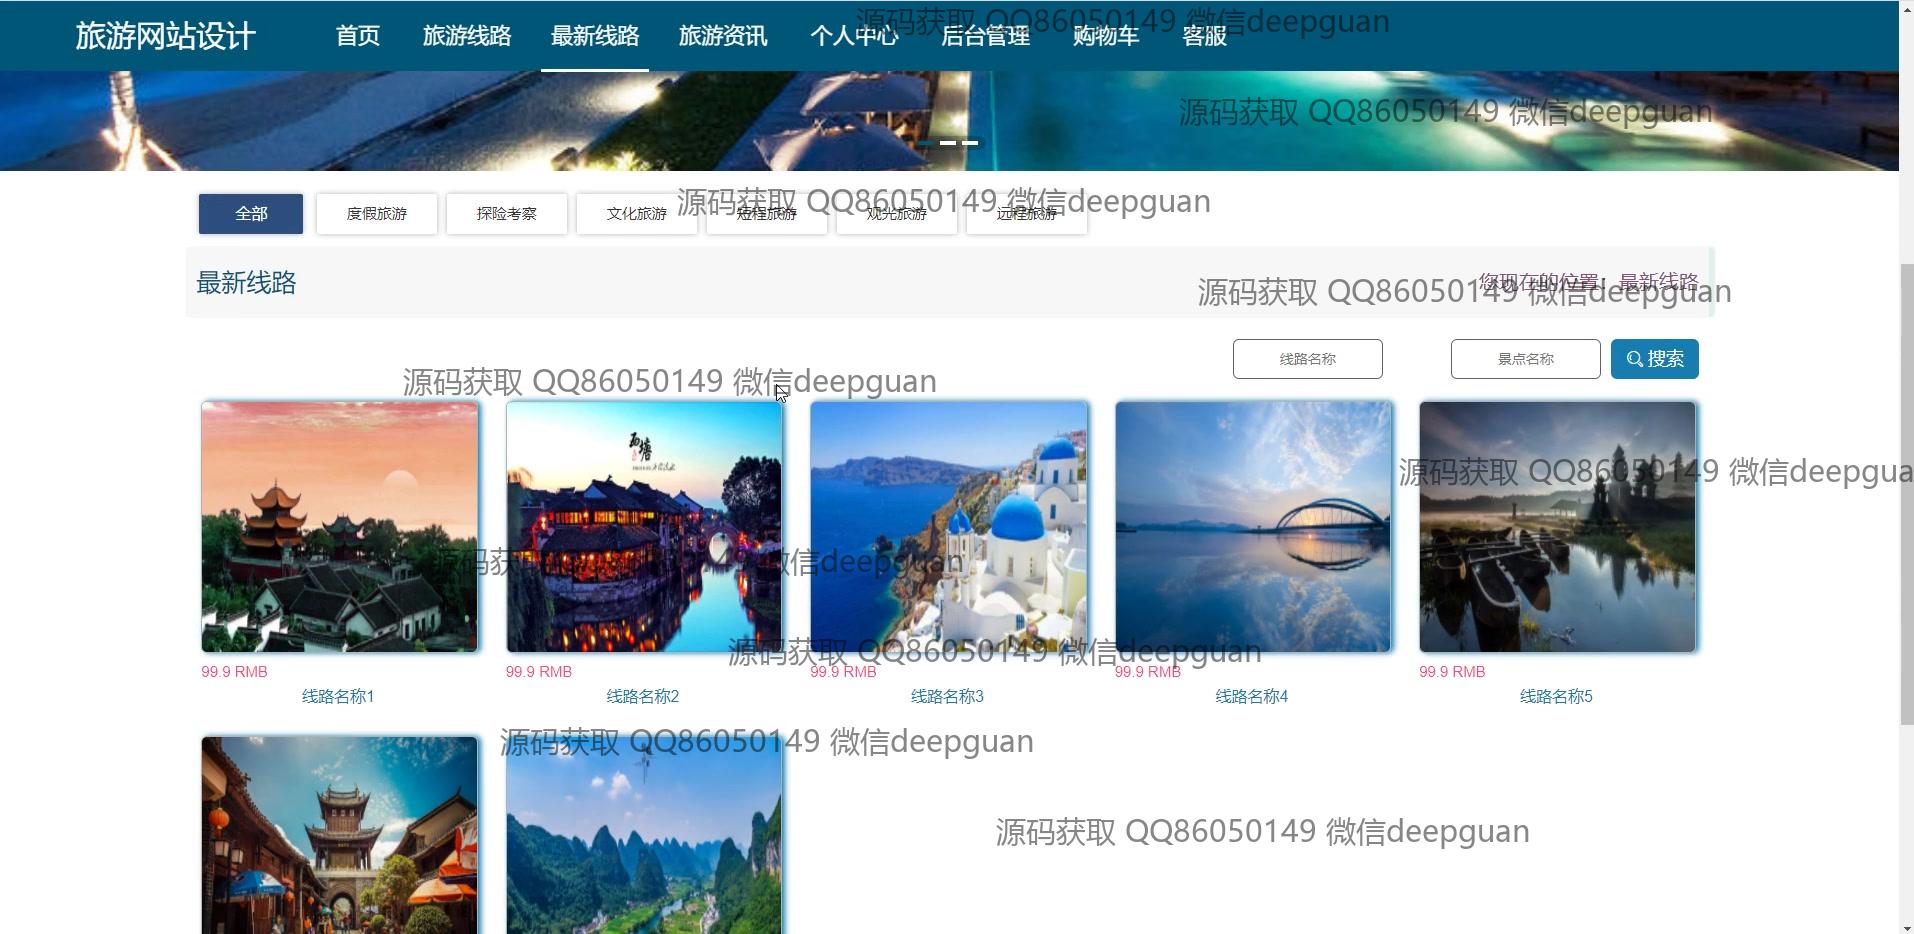 旅游网站设计 首页 旅游线路 最新线路 旅游资讯 个人中心 后台管理 购物车 客服
源码获取 QQ86050149 微信deepguan
源码获取 QQ86050149 微信deepguan
全部 度假旅游 探险考察 文化旅游 短程旅游 观光旅游 远程旅游
源码获取 QQ86050149 微信deepguan
最新线路 您现在的位置：最新线路
源码获取 QQ86050149 微信deepguan
线路名称 景点名称 搜索
源码获取 QQ86050149 微信deepguan
西塘
源码获取 QQ86050149 微信deepgua
源码获取 QQ86050149 微信deepguan
源码获取 QQ86050149 微信deepguan
99.9 RMB 99.9 RMB 99.9 RMB 99.9 RMB 99.9 RMB
线路名称1 线路名称2 线路名称3 线路名称4 线路名称5
源码获取 QQ86050149 微信deepguan
源码获取 QQ86050149 微信deepguan